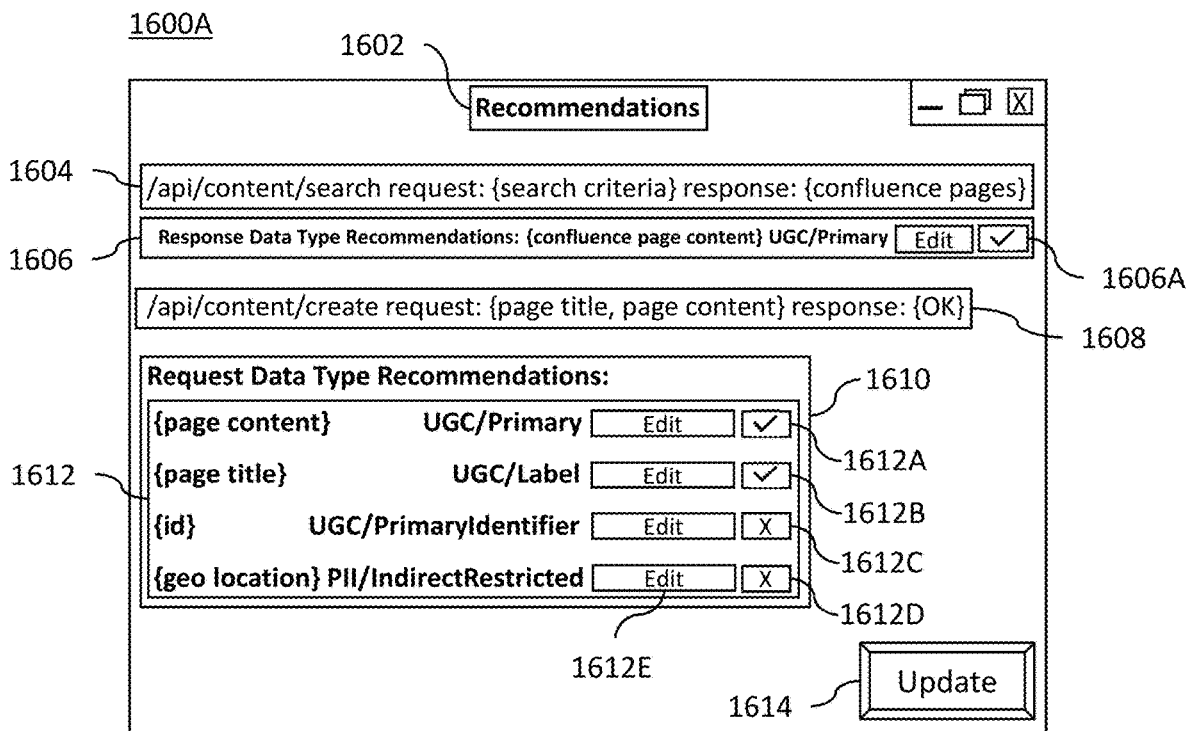 1600A
1602
Recommendations
X
1604
/api/content/search request: {search criteria} response: {confluence pages}
1606
Response Data Type Recommendations: {confluence page content} UGC/Primary Edit ✓
1606A
/api/content/create request: {page title, page content} response: {OK}
1608
Request Data Type Recommendations:
1610
{page content} UGC/Primary Edit ✓
1612A
1612
{page title} UGC/Label Edit ✓
1612B
{id} UGC/PrimaryIdentifier Edit X
1612C
{geo location} PII/IndirectRestricted Edit X
1612D
1612E
Update
1614